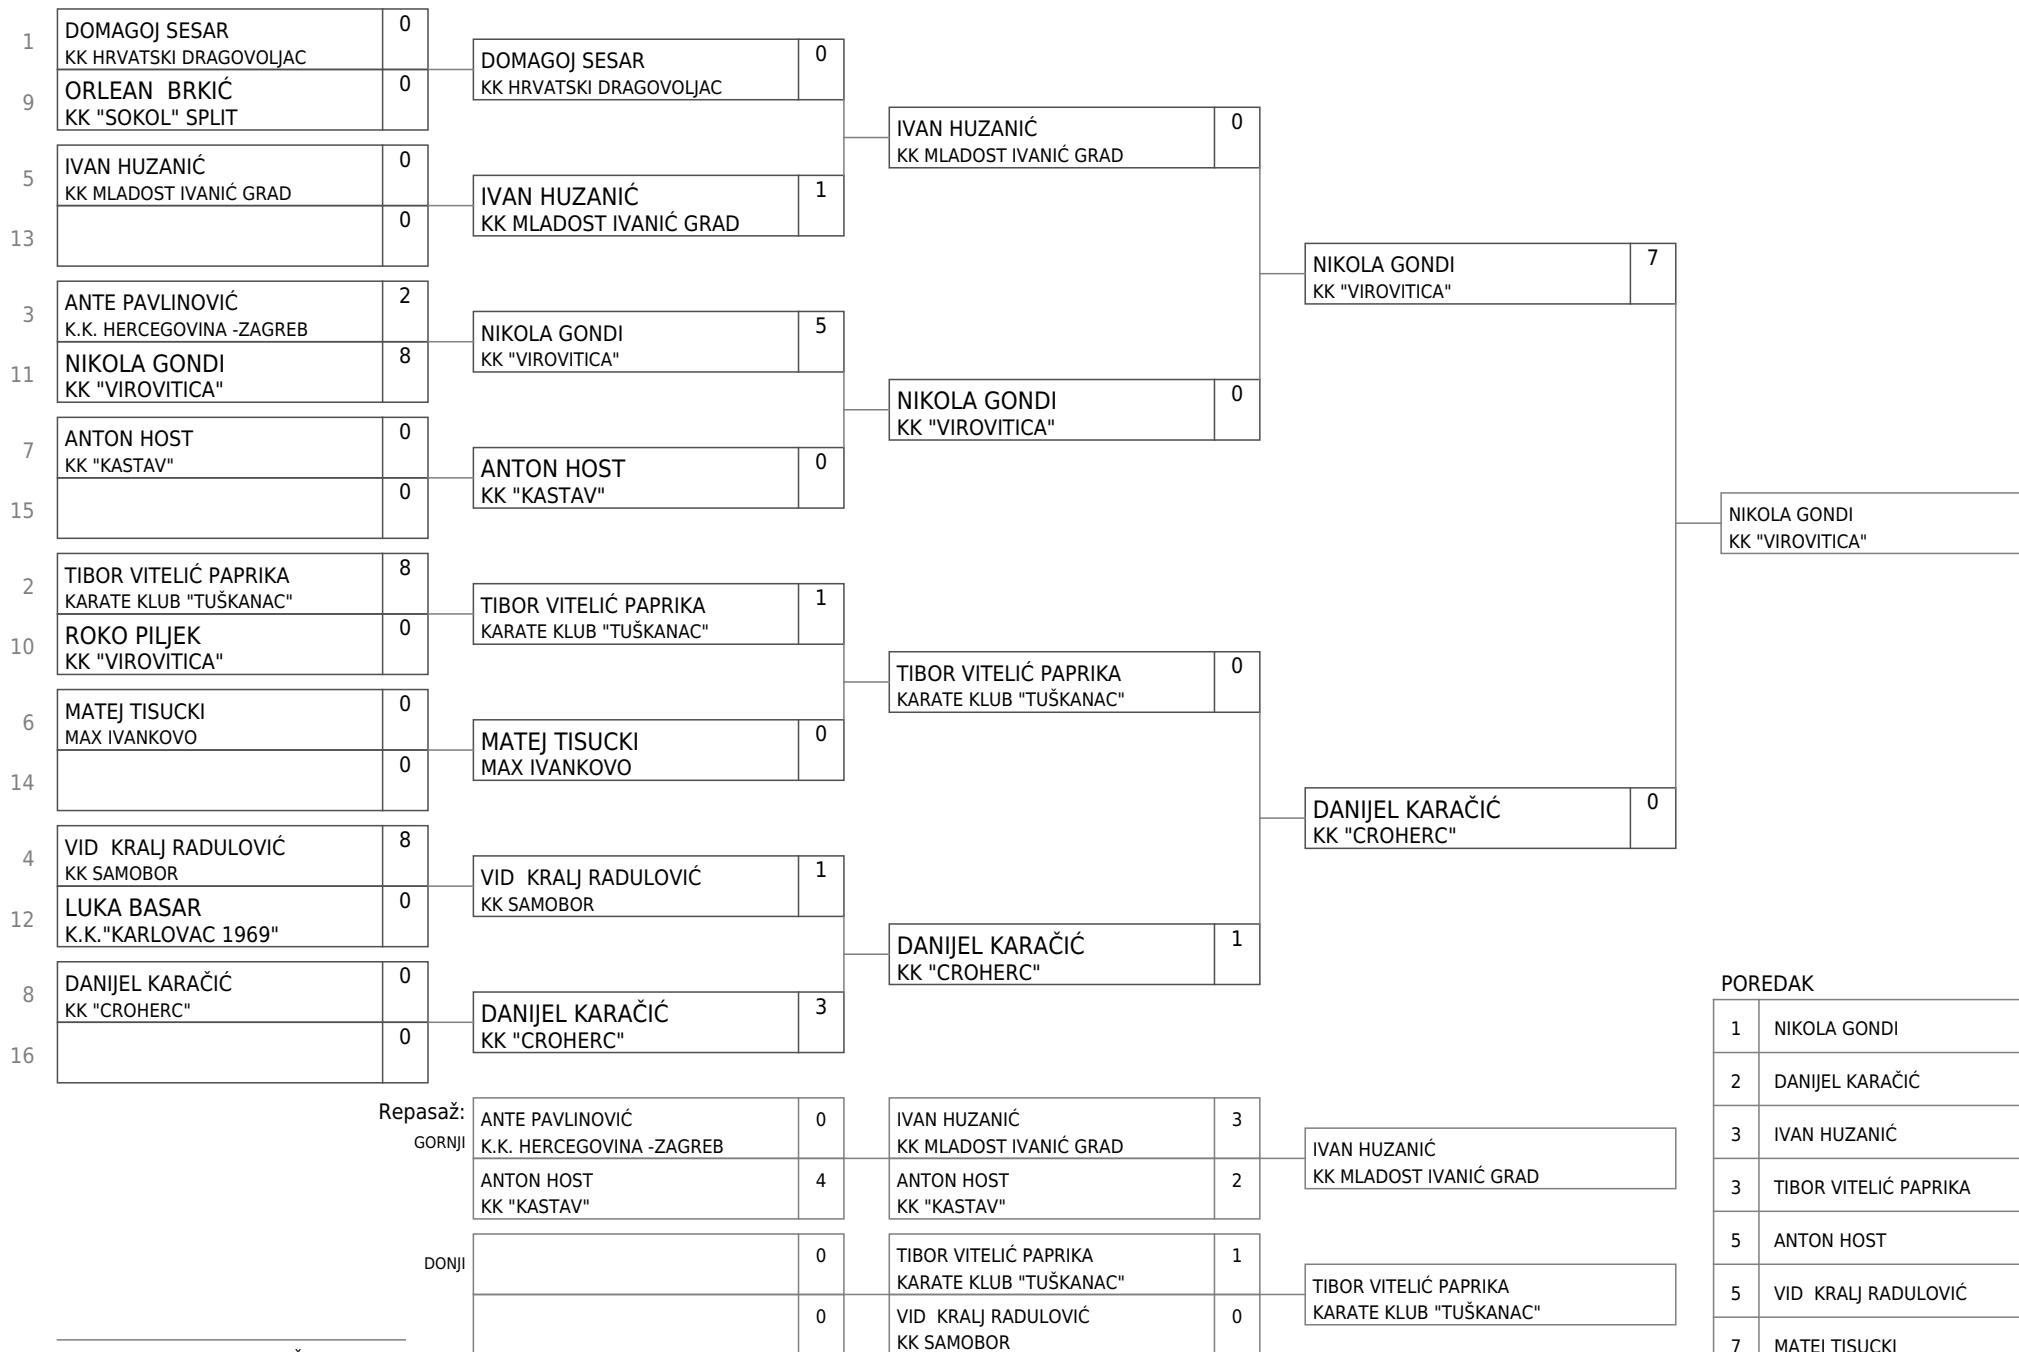 1
DOMAGOJ SESAR 0
KK HRVATSKI DRAGOVOLJAC
9
ORLEAN  BRKIĆ 0
KK "SOKOL" SPLIT
5
IVAN HUZANIĆ 0
KK MLADOST IVANIĆ GRAD
13
0
3
ANTE PAVLINOVIĆ 2
K.K. HERCEGOVINA -ZAGREB
11
NIKOLA GONDI 8
KK "VIROVITICA"
7
ANTON HOST 0
KK "KASTAV"
15
0
2
TIBOR VITELIĆ PAPRIKA 8
KARATE KLUB "TUŠKANAC"
10
ROKO PILJEK 0
KK "VIROVITICA"
6
MATEJ TISUCKI 0
MAX IVANKOVO
14
0
4
VID  KRALJ RADULOVIĆ 8
KK SAMOBOR
12
LUKA BASAR 0
K.K."KARLOVAC 1969"
8
DANIJEL KARAČIĆ 0
KK "CROHERC"
16
0
DOMAGOJ SESAR 0
KK HRVATSKI DRAGOVOLJAC
IVAN HUZANIĆ 1
KK MLADOST IVANIĆ GRAD
NIKOLA GONDI 5
KK "VIROVITICA"
ANTON HOST 0
KK "KASTAV"
TIBOR VITELIĆ PAPRIKA 1
KARATE KLUB "TUŠKANAC"
MATEJ TISUCKI 0
MAX IVANKOVO
VID  KRALJ RADULOVIĆ 1
KK SAMOBOR
DANIJEL KARAČIĆ 3
KK "CROHERC"
IVAN HUZANIĆ 0
KK MLADOST IVANIĆ GRAD
NIKOLA GONDI 0
KK "VIROVITICA"
TIBOR VITELIĆ PAPRIKA 0
KARATE KLUB "TUŠKANAC"
DANIJEL KARAČIĆ 1
KK "CROHERC"
NIKOLA GONDI 7
KK "VIROVITICA"
DANIJEL KARAČIĆ 0
KK "CROHERC"
NIKOLA GONDI
KK "VIROVITICA"
Repasaž:
GORNJI
ANTE PAVLINOVIĆ 0
K.K. HERCEGOVINA -ZAGREB
ANTON HOST 4
KK "KASTAV"
IVAN HUZANIĆ 3
KK MLADOST IVANIĆ GRAD
ANTON HOST 2
KK "KASTAV"
IVAN HUZANIĆ
KK MLADOST IVANIĆ GRAD
DONJI
0
0
TIBOR VITELIĆ PAPRIKA 1
KARATE KLUB "TUŠKANAC"
VID  KRALJ RADULOVIĆ 0
KK SAMOBOR
TIBOR VITELIĆ PAPRIKA
KARATE KLUB "TUŠKANAC"
POREDAK
1 NIKOLA GONDI
2 DANIJEL KARAČIĆ
3 IVAN HUZANIĆ
3 TIBOR VITELIĆ PAPRIKA
5 ANTON HOST
5 VID  KRALJ RADULOVIĆ
7 MATEJ TISUCKI